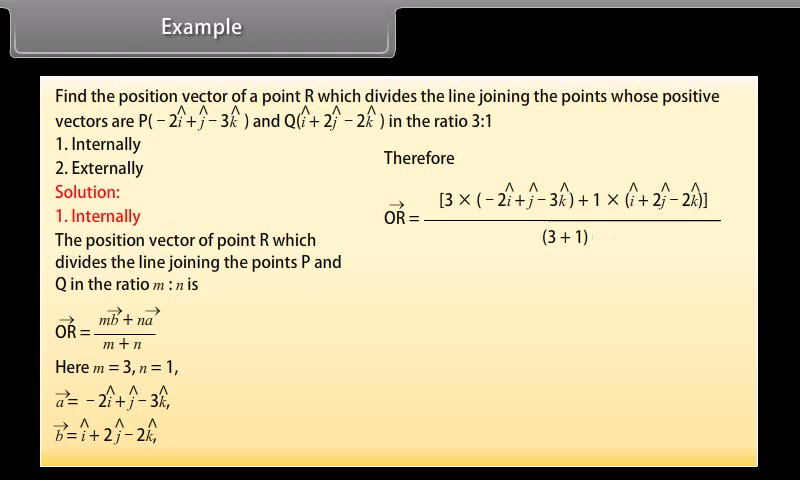 Example
Find the position vector of a point R which divides the line joining the points whose positive
vectors are P( − 2î + ĵ − 3k̂ ) and Q(î + 2ĵ − 2k̂ ) in the ratio 3:1
1. Internally
2. Externally
Solution:
1. Internally
The position vector of point R which
divides the line joining the points P and
Q in the ratio m : n is
OR⃗ = (mb⃗ + na⃗) / (m + n)
Here m = 3, n = 1,
a⃗ = − 2î + ĵ − 3k̂,
b⃗ = î + 2ĵ − 2k̂,
Therefore
OR⃗ = [3 × ( − 2î + ĵ − 3k̂) + 1 × (î + 2ĵ − 2k̂)] / (3 + 1)